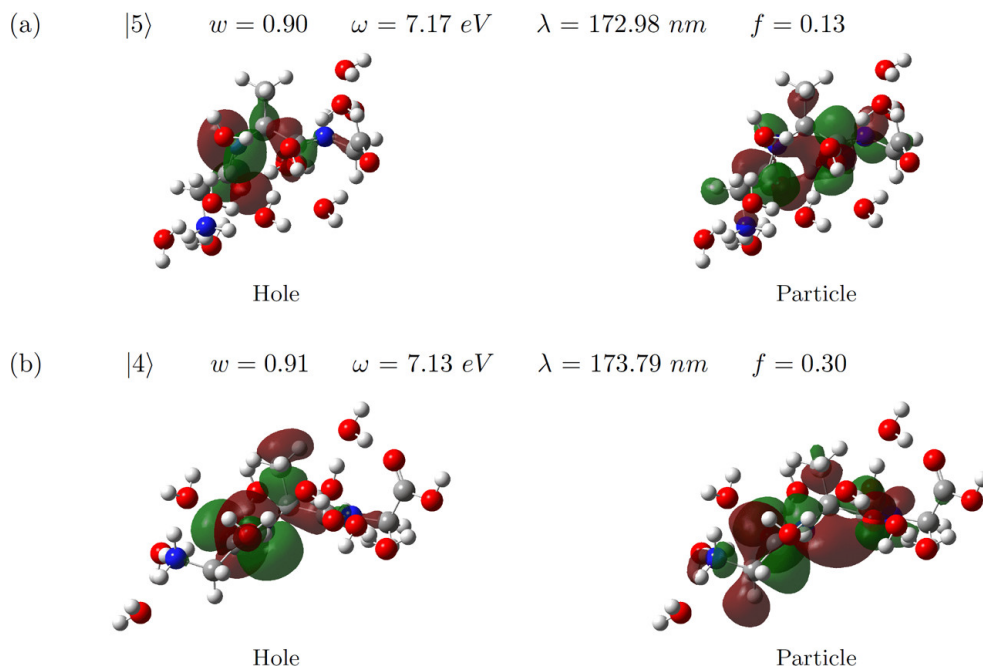 (a) |5⟩ w = 0.90 ω = 7.17 eV λ = 172.98 nm f = 0.13
Hole Particle
(b) |4⟩ w = 0.91 ω = 7.13 eV λ = 173.79 nm f = 0.30
Hole Particle